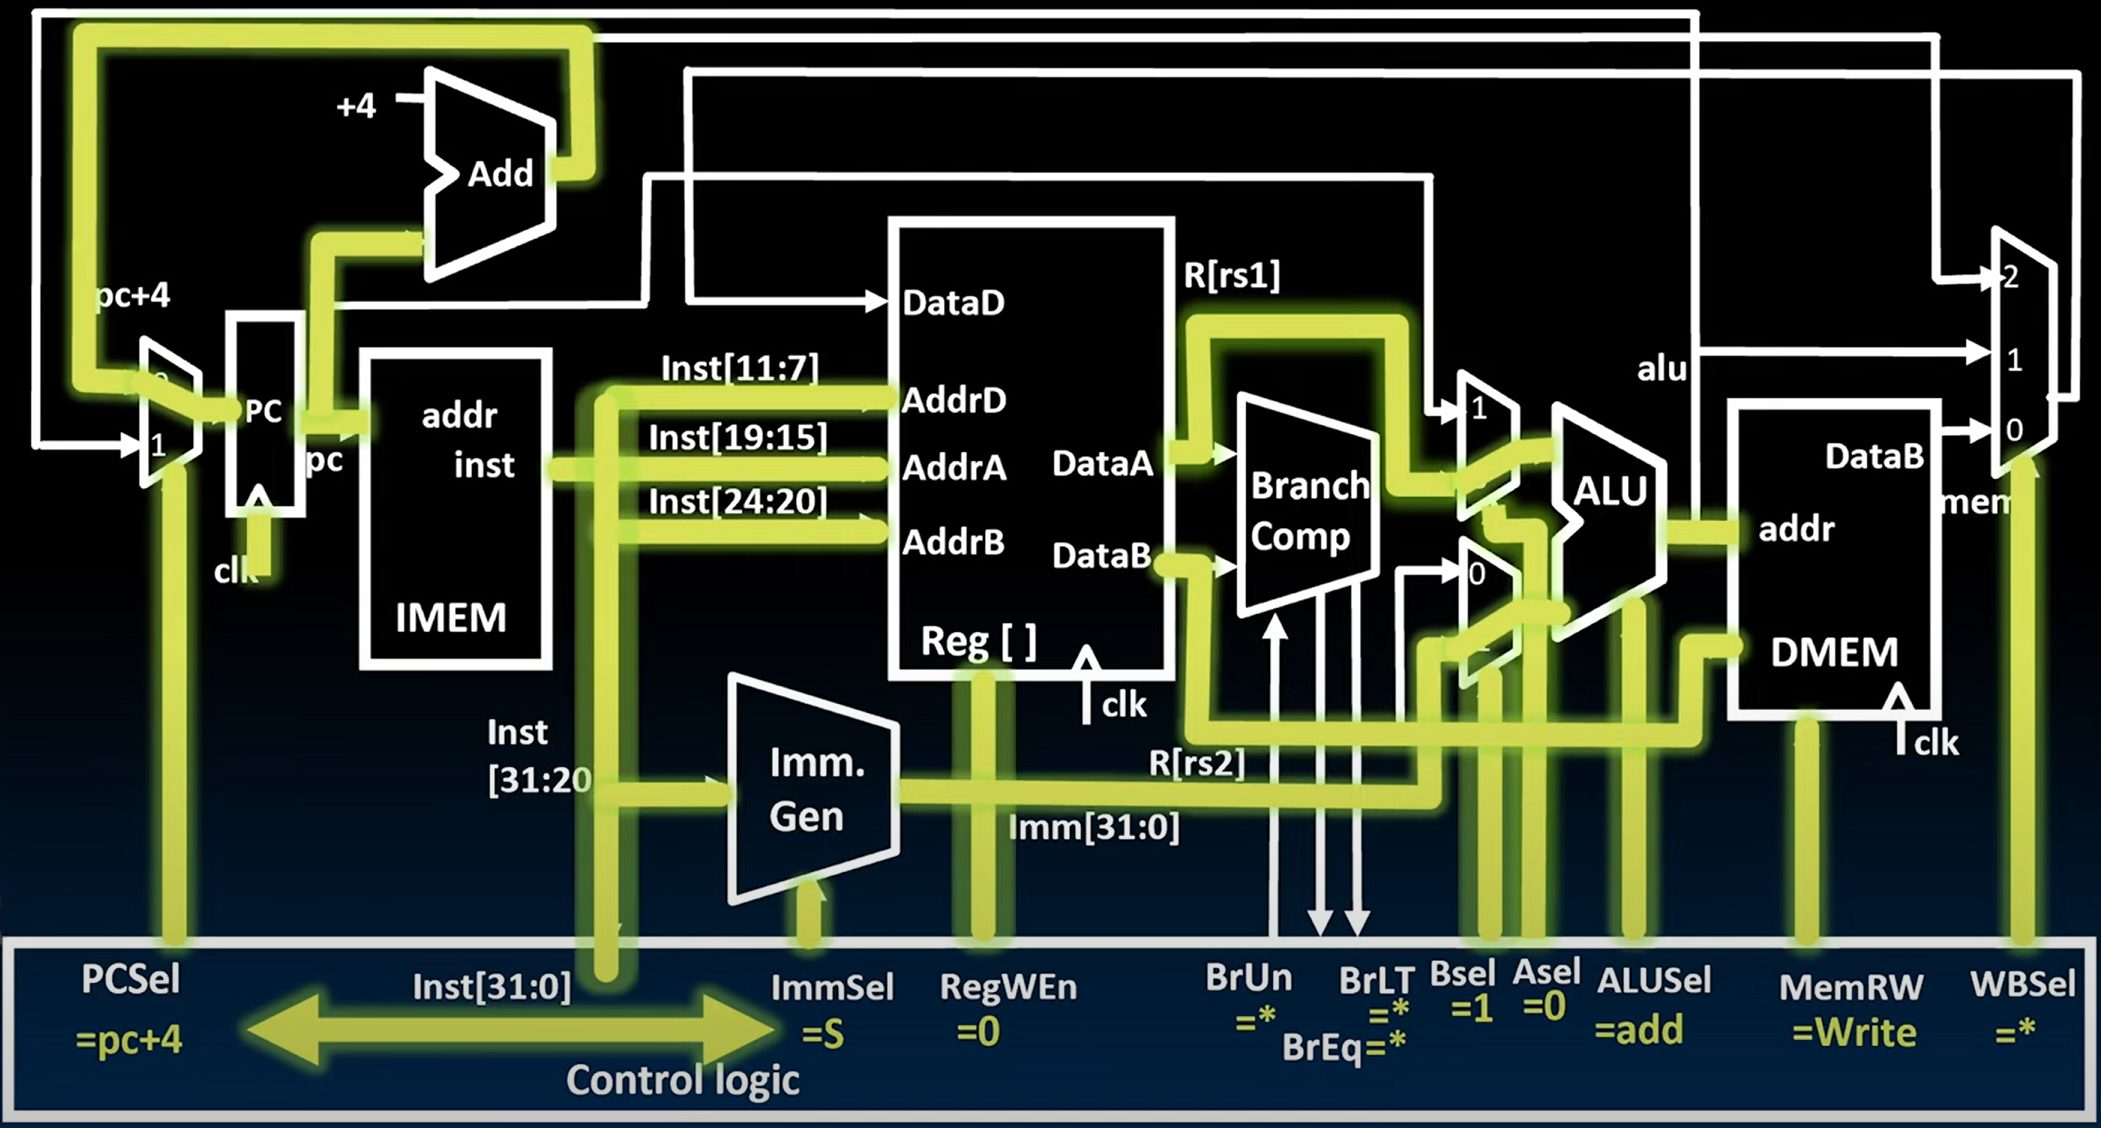 +4
Add
pc+4
R[rs1]
2
DataD
Inst[11:7]
alu
1
addr
PC
AddrD
1
Inst[19:15]
0
1
inst
AddrA
DataA
DataB
pc
Branch
Comp
ALU
Inst[24:20]
mem
addr
AddrB
DataB
clk
0
IMEM
Reg [ ]
DMEM
clk
clk
Inst
[31:20
Imm.
Gen
R[rs2]
Imm[31:0]
PCSel
=pc+4
Inst[31:0]
ImmSel
=S
RegWEn
=0
BrUn
=*
BrLT
=*
BrEq=*
Bsel
=1
Asel
=0
ALUSel
=add
MemRW
=Write
WBSel
=*
Control logic